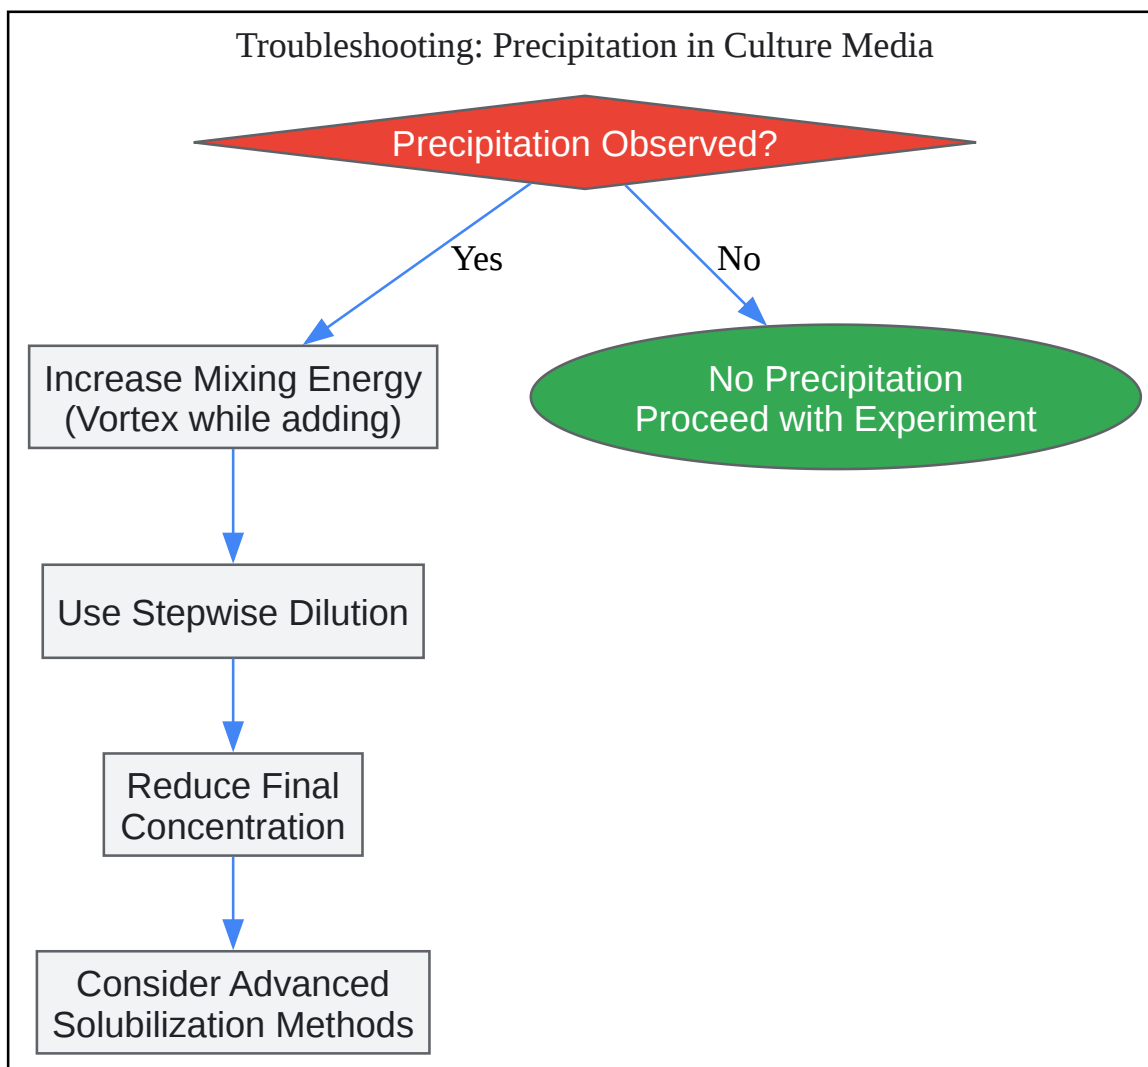 Troubleshooting: Precipitation in Culture Media
Precipitation Observed?
Yes
No
Increase Mixing Energy
(Vortex while adding)
No Precipitation
Proceed with Experiment
Use Stepwise Dilution
Reduce Final
Concentration
Consider Advanced
Solubilization Methods